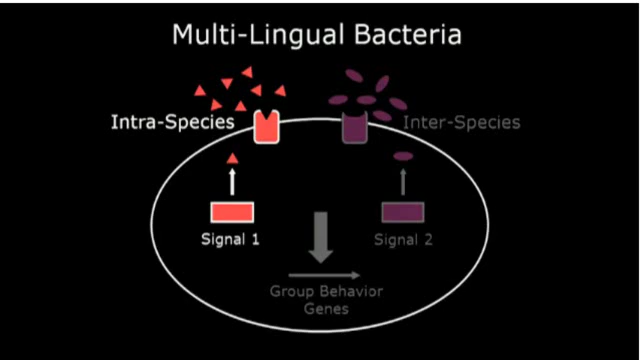 Multi-Lingual Bacteria
Intra-Species
Inter-Species
Signal 1
Signal 2
Group Behavior
Genes